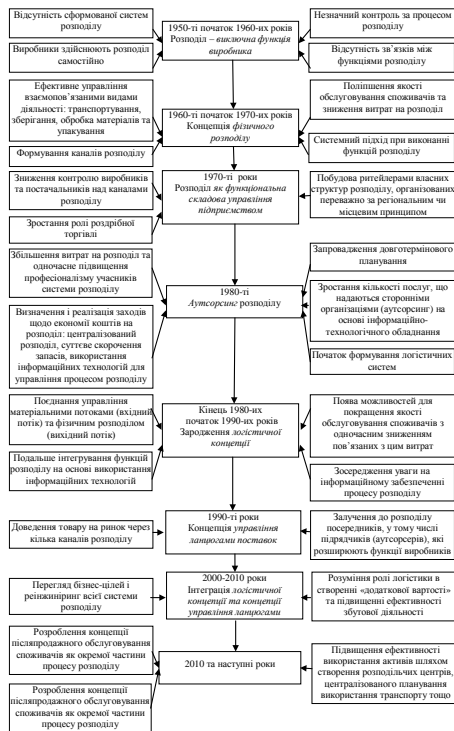 Відсутність сформованої систем
розподілу
Виробники здійснюють розподіл
самостійно
1950-ті початок 1960-их років
Розподіл – виключна функція
виробника
Незначний контроль за процесом
розподілу
Відсутність зв’язків між
функціями розподілу
Ефективне управління
взаємопов’язаними видами
діяльності: транспортування,
зберігання, обробка матеріалів та
упакування
Формування каналів розподілу
1960-ті початок 1970-их років
Концепція фізичного
розподілу
Поліпшення якості
обслуговування споживачів та
зниження витрат на розподіл
Системний підхід при виконанні
функцій розподілу
Зниження контролю виробників
та постачальників над каналами
розподілу
Зростання ролі роздрібної
торгівлі
1970-ті роки
Розподіл як функціональна
складова управління
підприємством
Побудова ритейлерами власних
структур розподілу, організованих
переважно за регіональним чи
місцевим принципом
Збільшення витрат на розподіл та
одночасне підвищення
професіоналізму учасників
системи розподілу
Визначення і реалізація заходів
щодо економії коштів на
розподіл: централізований
розподіл, суттєве скорочення
запасів, використання
інформаційних технологій для
управління процесом розподілу
1980-ті
Аутсорсинг розподілу
Запровадження довготермінового
планування
Зростання кількості послуг, що
надаються сторонніми
організаціями (аутсорсинг) на
основі інформаційно-
технологічного обладнання
Початок формування логістичних
систем
Поєднання управління
матеріальними потоками (вхідний
потік) та фізичним розподілом
(вихідний потік)
Подальше інтегрування функцій
розподілу на основі використання
інформаційних технологій
Кінець 1980-их
початок 1990-их років
Зародження логістичної
концепції
Поява можливостей для
покращання якості
обслуговування споживачів з
одночасним зниженням
пов’язаних з цим витрат
Зосередження уваги на
інформаційному забезпеченні
процесу розподілу
Доведення товару на ринок через
кілька каналів розподілу
1990-ті роки
Концепція управління
ланцюгами поставок
Залучення до розподілу
посередників, у тому числі
підрядчиків (аутсорсерів), які
розширюють функції виробників
Перегляд бізнес-цілей і
реінжиніринг всієї системи
розподілу
2000-2010 роки
Інтеграція логістичної
концепції та концепції
управління ланцюгами
Розуміння ролі логістики в
створенні «додаткової вартості» та
підвищенні ефективності
збутової діяльності
Розроблення концепції
післяпродажного обслуговування
споживачів як окремої частини
процесу розподілу
Розроблення концепції
післяпродажного обслуговування
споживачів як окремої частини
процесу розподілу
2010 та наступні роки
Підвищення ефективності
використання активів шляхом
створення розподільчих центрів,
централізованого планування
використання транспорту тощо